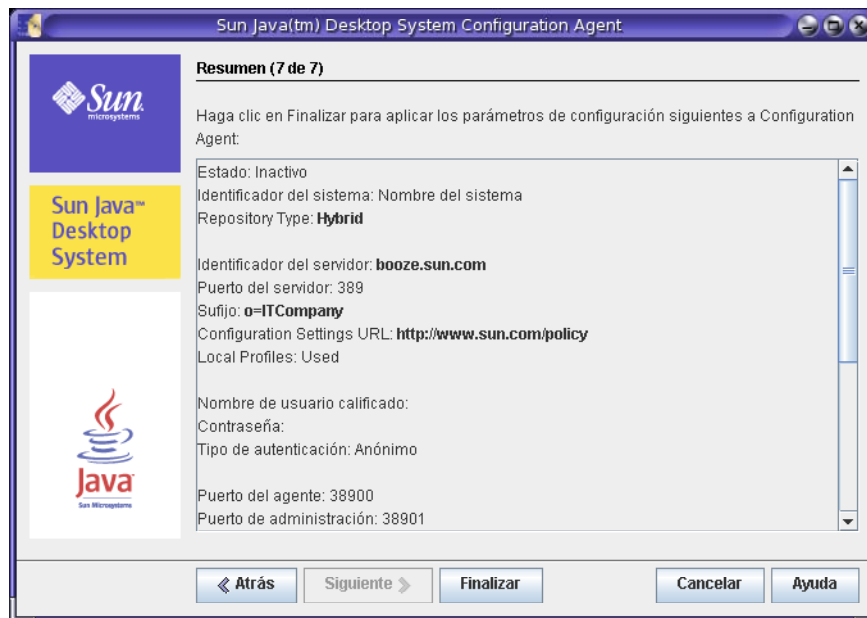 Sun Java(tm) Desktop System Configuration Agent
Sun
microsystems
Sun Java™
Desktop
System
Java
Sun Microsystems
Resumen (7 de 7)
Haga clic en Finalizar para aplicar los parámetros de configuración siguientes a Configuration
Agent:
Estado: Inactivo
Identificador del sistema: Nombre del sistema
Repository Type: Hybrid
Identificador del servidor: booze.sun.com
Puerto del servidor: 389
Sufijo: o=ITCompany
Configuration Settings URL: http://www.sun.com/policy
Local Profiles: Used
Nombre de usuario calificado:
Contraseña:
Tipo de autenticación: Anónimo
Puerto del agente: 38900
Puerto de administración: 38901
Atrás
Siguiente
Finalizar
Cancelar
Ayuda